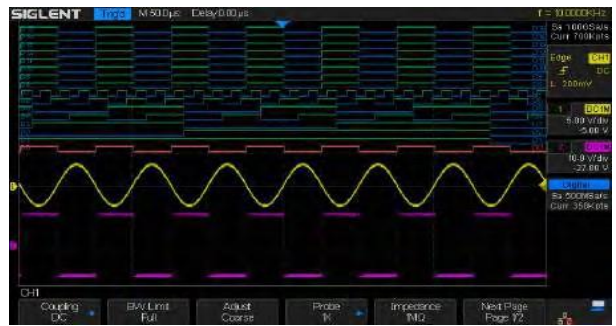 SIGLENT Trig'd M 50.0µs Delay:0.00µs f = 10.0000KHz
Sa 1.00GSa/s
Curr 700Kpts
Edge CH1
DC
L 200mV
1 DC1M
5.00 V/div
-5.00 V
2 DC1M
10.0 V/div
-22.00 V
Digital
Sa 500MSa/s
Curr 350Kpts
CH1
Coupling BW Limit Adjust Probe Impedance Next Page
DC Full Coarse 1X 1MΩ Page 1/2